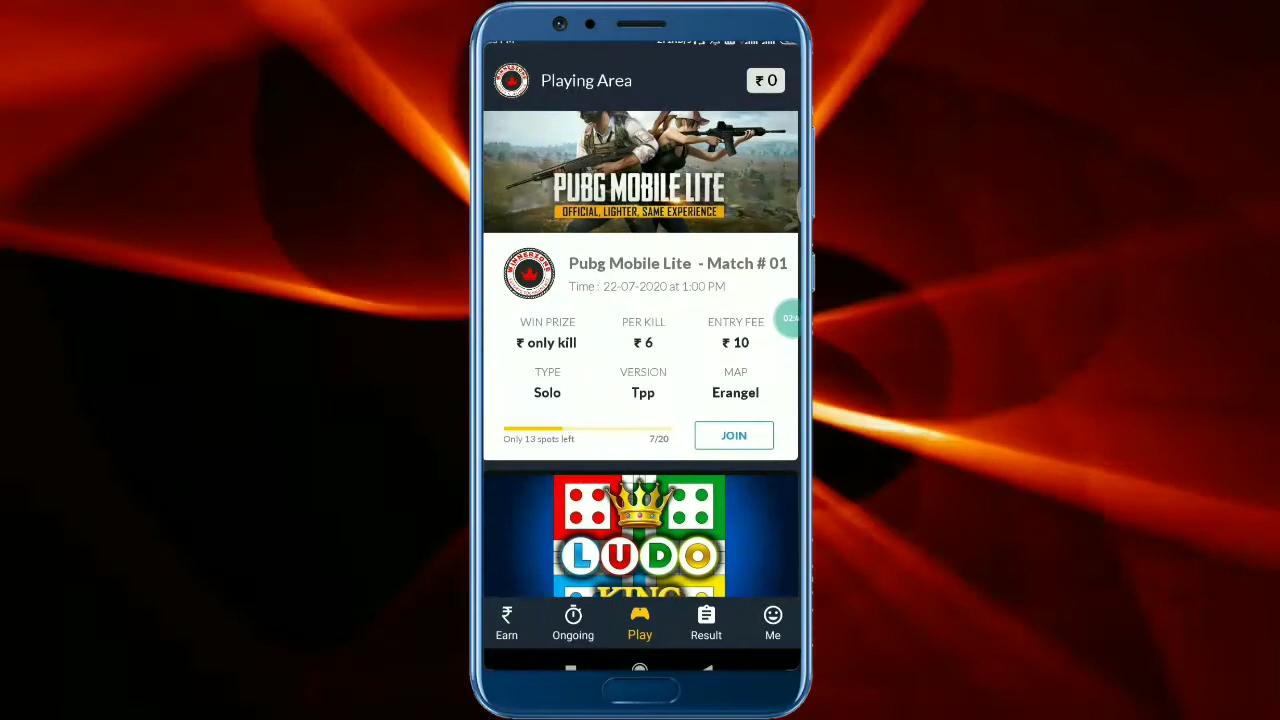 Playing Area
₹ 0
PUBG MOBILE LITE
OFFICIAL, LIGHTER, SAME EXPERIENCE
WINNERZONE
Pubg Mobile Lite - Match # 01
Time : 22-07-2020 at 1:00 PM
WIN PRIZE PER KILL ENTRY FEE
₹ only kill ₹ 6 ₹ 10
TYPE VERSION MAP
Solo Tpp Erangel
Only 13 spots left 7/20
JOIN
LUDO
KING
Earn Ongoing Play Result Me